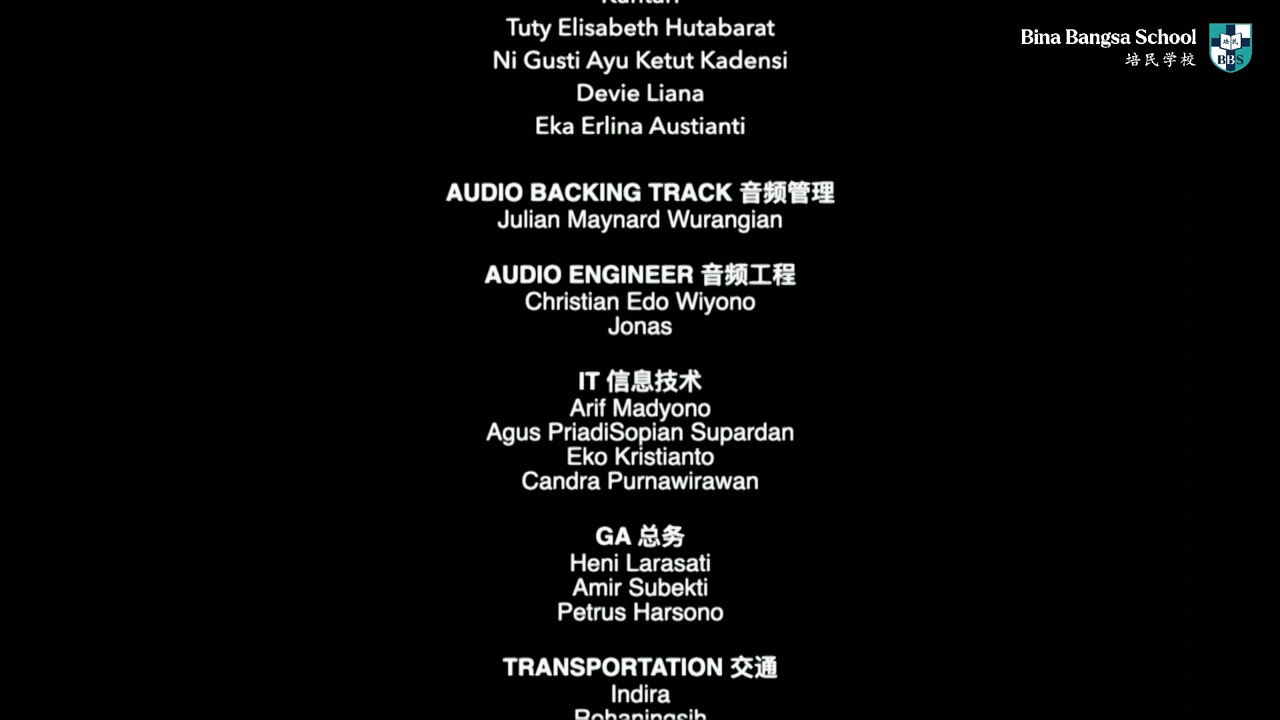 Tuty Elisabeth Hutabarat
Ni Gusti Ayu Ketut Kadensi
Devie Liana
Eka Erlina Austianti
AUDIO BACKING TRACK 音频管理
Julian Maynard Wurangian
AUDIO ENGINEER 音频工程
Christian Edo Wiyono
Jonas
IT 信息技术
Arif Madyono
Agus PriadiSopian Supardan
Eko Kristianto
Candra Purnawirawan
GA 总务
Heni Larasati
Amir Subekti
Petrus Harsono
TRANSPORTATION 交通
Indira
Rohaningsih
Bina Bangsa School
培民学校
培民
BBS